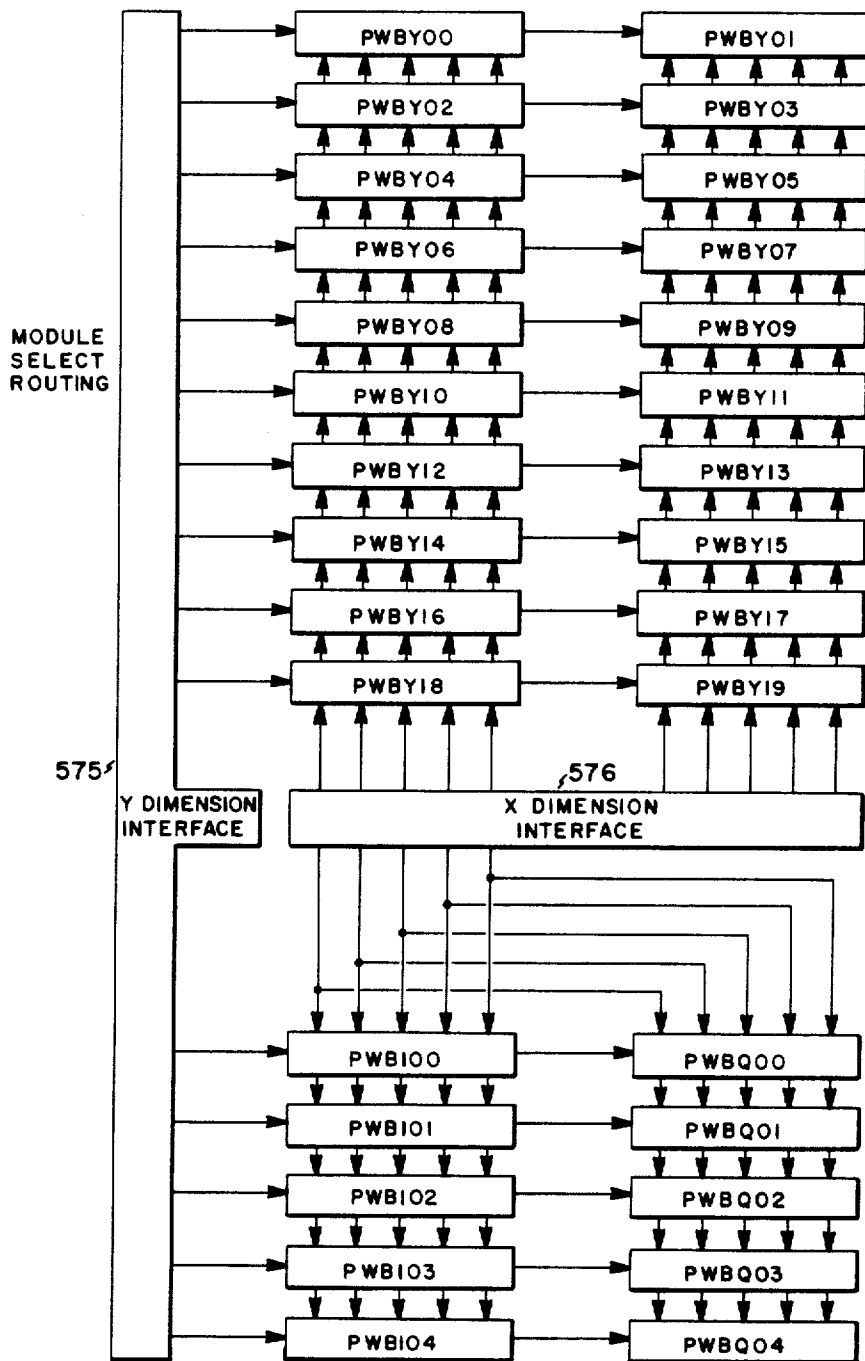 PWBY00
PWBY01
PWBY02
PWBY03
PWBY04
PWBY05
PWBY06
PWBY07
MODULE
SELECT
ROUTING
PWBY08
PWBY09
PWBY10
PWBY11
PWBY12
PWBY13
PWBY14
PWBY15
PWBY16
PWBY17
PWBY18
PWBY19
575
576
Y DIMENSION
INTERFACE
X DIMENSION
INTERFACE
PWBI00
PWBQ00
PWBI01
PWBQ01
PWBI02
PWBQ02
PWBI03
PWBQ03
PWBI04
PWBQ04